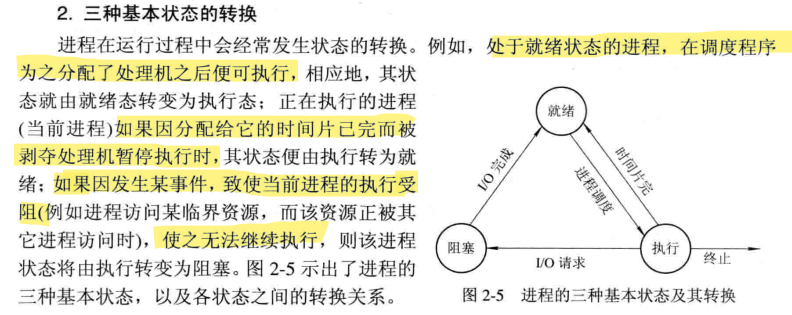 2. 三种基本状态的转换
进程在运行过程中会经常发生状态的转换。例如，处于就绪状态的进程，在调度程序
为之分配了处理机之后便可执行，相应地，其状
态就由就绪态转变为执行态；正在执行的进程
(当前进程)如果因分配给它的时间片已完而被
剥夺处理机暂停执行时，其状态便由执行转为就
绪；如果因发生某事件，致使当前进程的执行受
阻(例如进程访问某临界资源，而该资源正被其
它进程访问时)，使之无法继续执行，则该进程
状态将由执行转变为阻塞。图 2-5 示出了进程的
三种基本状态，以及各状态之间的转换关系。
就绪
I/O 完成
进程调度
时间片完
阻塞
I/O 请求
执行
终止
图 2-5 进程的三种基本状态及其转换